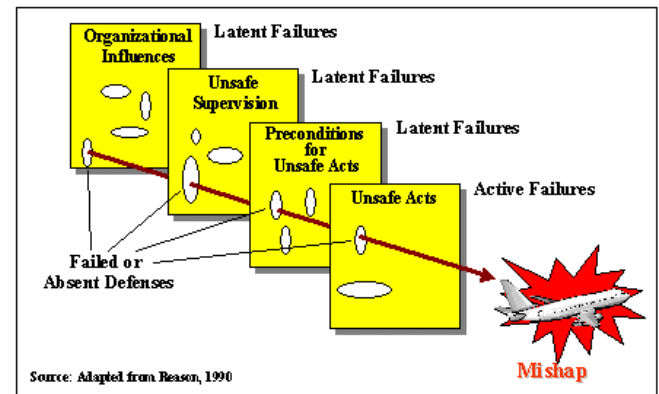 Organizational
Influences
Latent Failures
Unsafe
Supervision
Latent Failures
Preconditions
for
Unsafe Acts
Latent Failures
Unsafe Acts
Active Failures
Failed or
Absent Defenses
Mishap
Source: Adapted from Reason, 1990